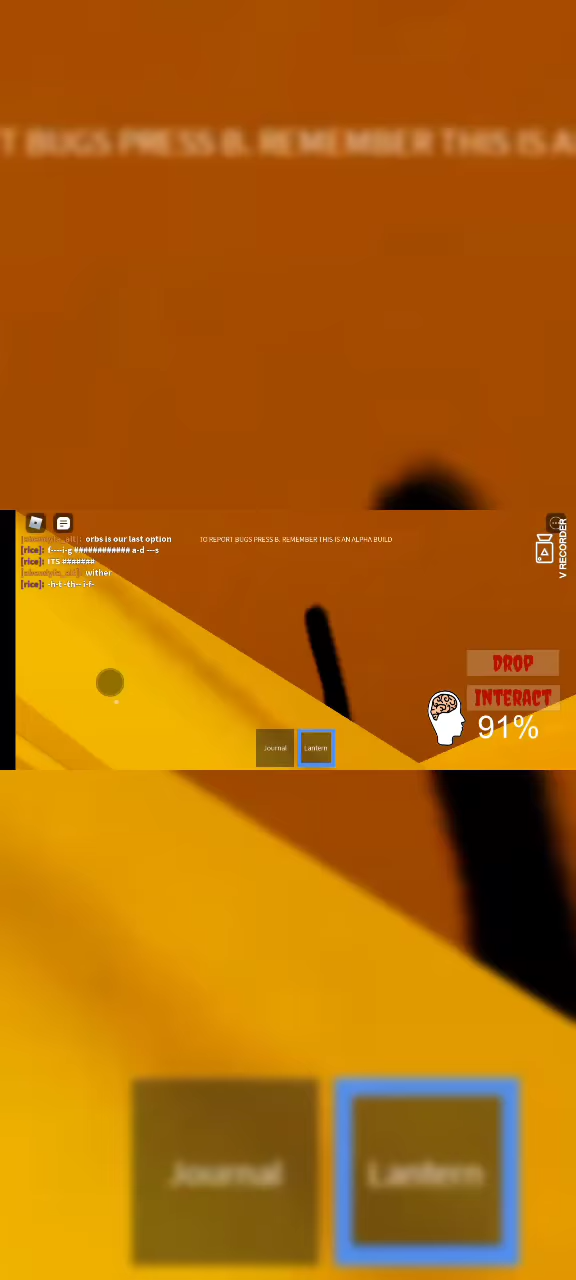 T BUGS PRESS B. REMEMBER THIS IS A
orbs is our last option
TO REPORT BUGS PRESS B. REMEMBER THIS IS AN ALPHA BUILD
[rice]: f----i-g ############ a-d ---s
[rice]: ITS #######
wither
[rice]: -h-t -th-- i-f-
V RECORDER
DROP
INTERACT
91%
Journal
Lantern
Journal
Lantern